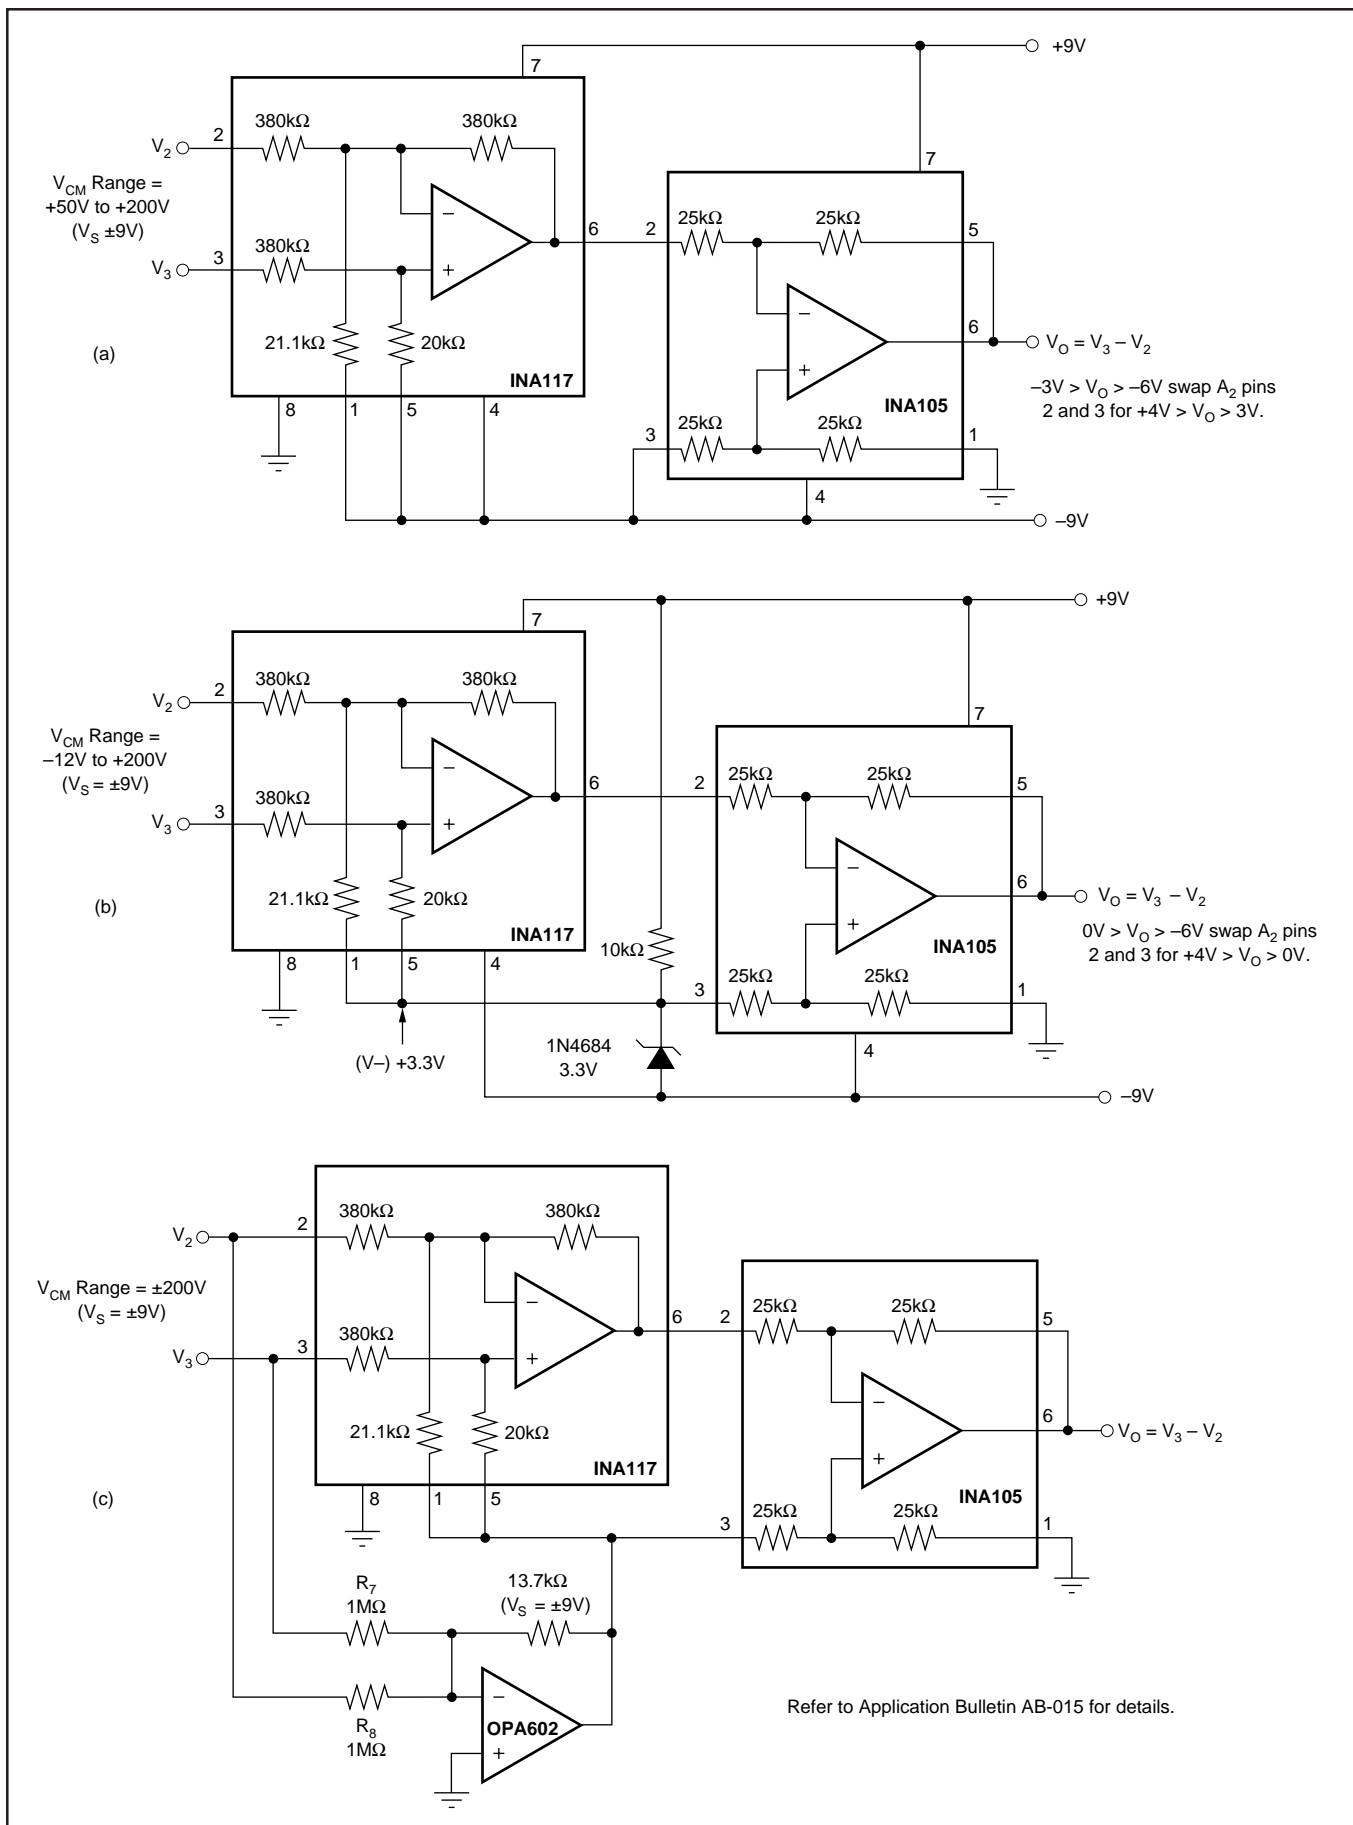 +9V
7
380kΩ
380kΩ
V2
2
7
VCM Range =
+50V to +200V
(VS ±9V)
–
25kΩ
25kΩ
6
2
5
380kΩ
V3
3
+
–
21.1kΩ
20kΩ
6
VO = V3 – V2
(a)
+
INA117
INA105
–3V > VO > –6V swap A2 pins
2 and 3 for +4V > VO > 3V.
8
1
5
4
3
25kΩ
25kΩ
1
4
–9V
+9V
7
380kΩ
380kΩ
V2
2
7
VCM Range =
–12V to +200V
(VS = ±9V)
–
25kΩ
25kΩ
6
2
5
380kΩ
V3
3
+
–
21.1kΩ
20kΩ
6
VO = V3 – V2
(b)
+
INA117
10kΩ
INA105
0V > VO > –6V swap A2 pins
2 and 3 for +4V > VO > 0V.
8
1
5
4
3
25kΩ
25kΩ
1
(V–) +3.3V
1N4684
3.3V
4
–9V
380kΩ
380kΩ
V2
2
VCM Range = ±200V
(VS = ±9V)
–
25kΩ
25kΩ
6
2
5
380kΩ
V3
3
+
–
21.1kΩ
20kΩ
6
VO = V3 – V2
+
INA117
(c)
INA105
8
1
5
3
25kΩ
25kΩ
1
R7
1MΩ
13.7kΩ
(VS = ±9V)
–
OPA602
+
R8
1MΩ
Refer to Application Bulletin AB-015 for details.